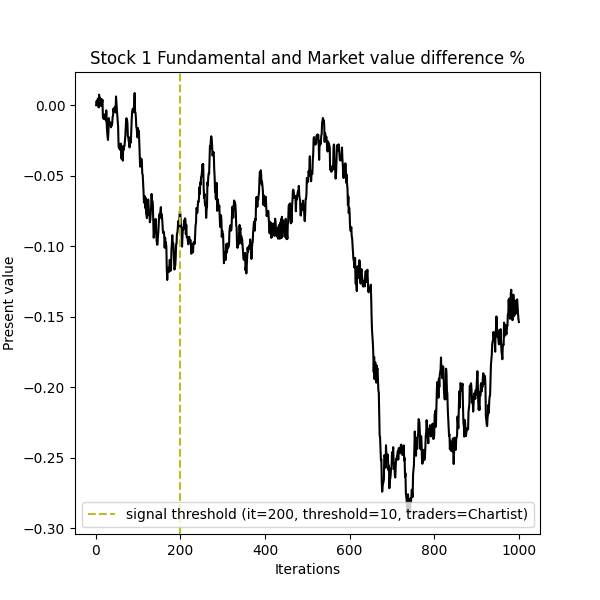 Stock 1 Fundamental and Market value difference %
0.00
−0.05
−0.10
−0.15
−0.20
−0.25
−0.30
Present value
signal threshold (it=200, threshold=10, traders=Chartist)
0 200 400 600 800 1000
Iterations